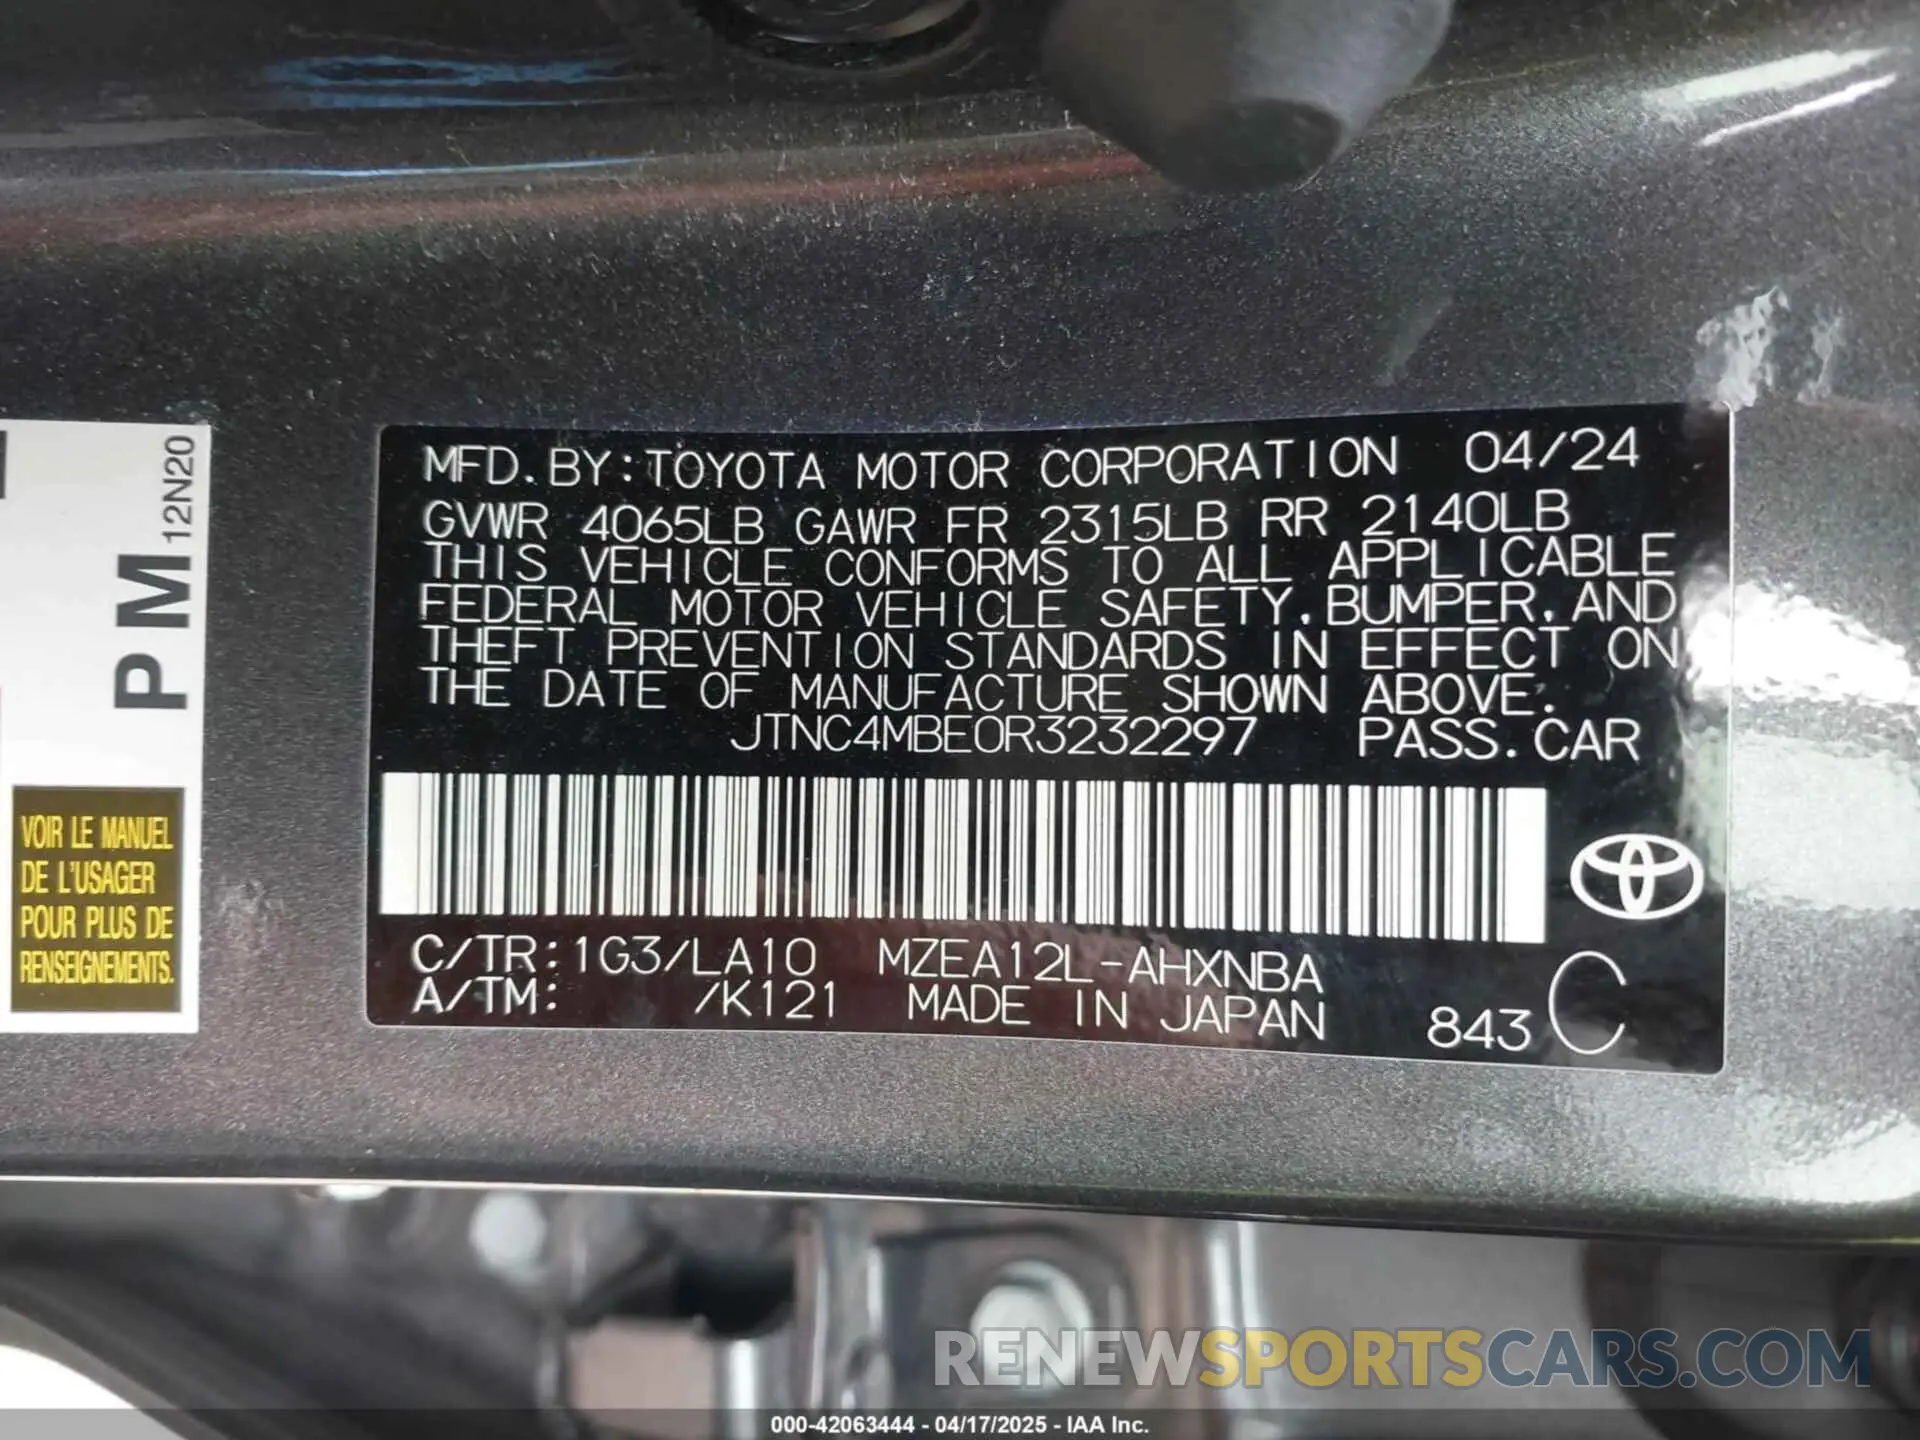 MFD.BY:TOYOTA MOTOR CORPORATION 04/24
GVWR 4065LB GAWR FR 2315LB RR 2140LB
THIS VEHICLE CONFORMS TO ALL APPLICABLE
FEDERAL MOTOR VEHICLE SAFETY,BUMPER,AND
THEFT PREVENTION STANDARDS IN EFFECT ON
THE DATE OF MANUFACTURE SHOWN ABOVE.
JTNC4MBE0R3232297 PASS.CAR
C/TR:1G3/LA10 MZEA12L-AHXNBA
A/TM: /K121 MADE IN JAPAN 843 C
PM
12N20
VOIR LE MANUEL
DE L'USAGER
POUR PLUS DE
RENSEIGNEMENTS.
RENEWSPORTSCARS.COM
000-42063444 - 04/17/2025 - IAA Inc.